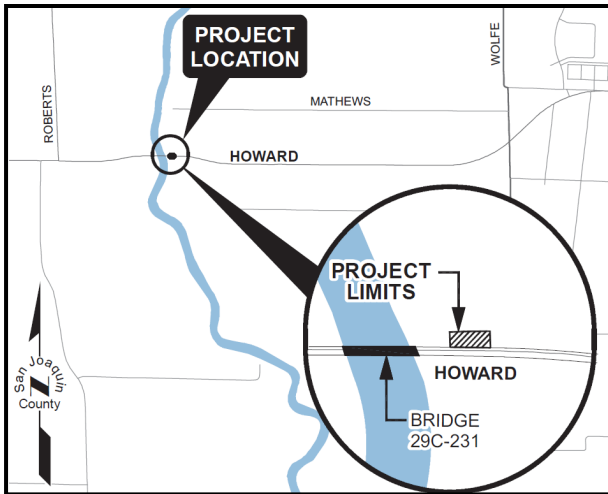 PROJECT
LOCATION
WOLFE
ROBERTS
MATHEWS
HOWARD
PROJECT
LIMITS
HOWARD
BRIDGE
29C-231
San Joaquin
County